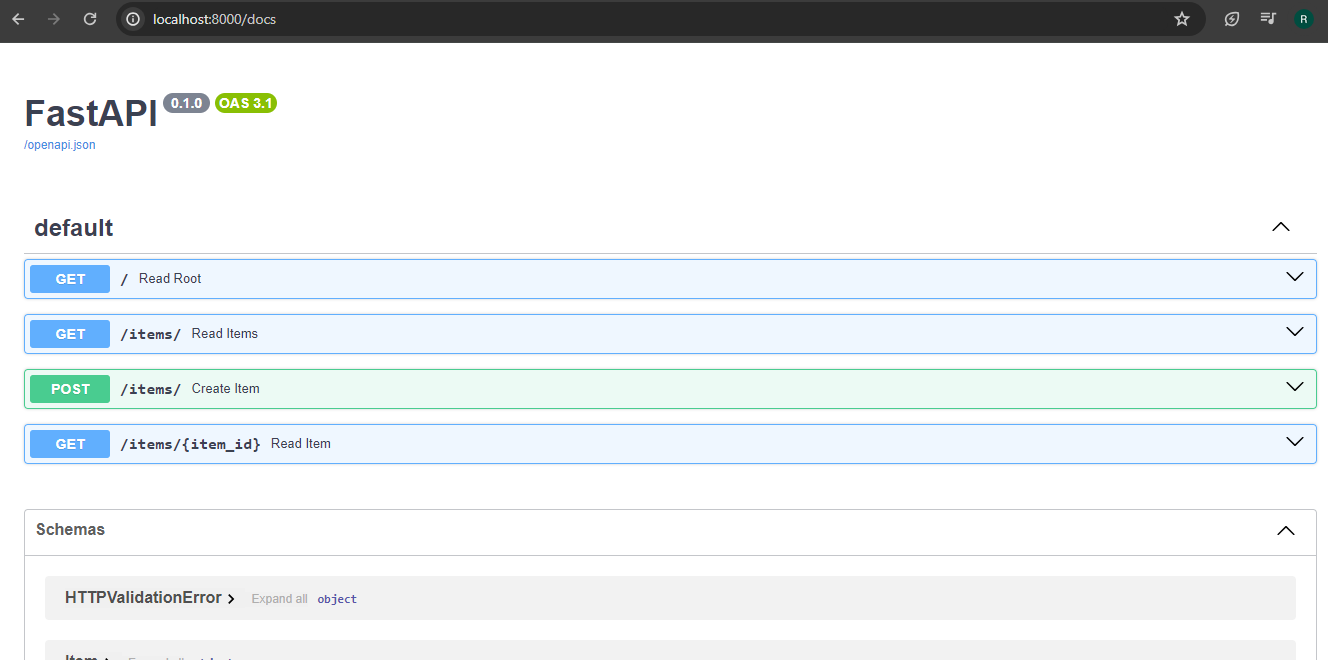 localhost:8000/docs
R
FastAPI 0.1.0 OAS 3.1
/openapi.json
default
GET / Read Root
GET /items/ Read Items
POST /items/ Create Item
GET /items/{item_id} Read Item
Schemas
HTTPValidationError Expand all object
Item